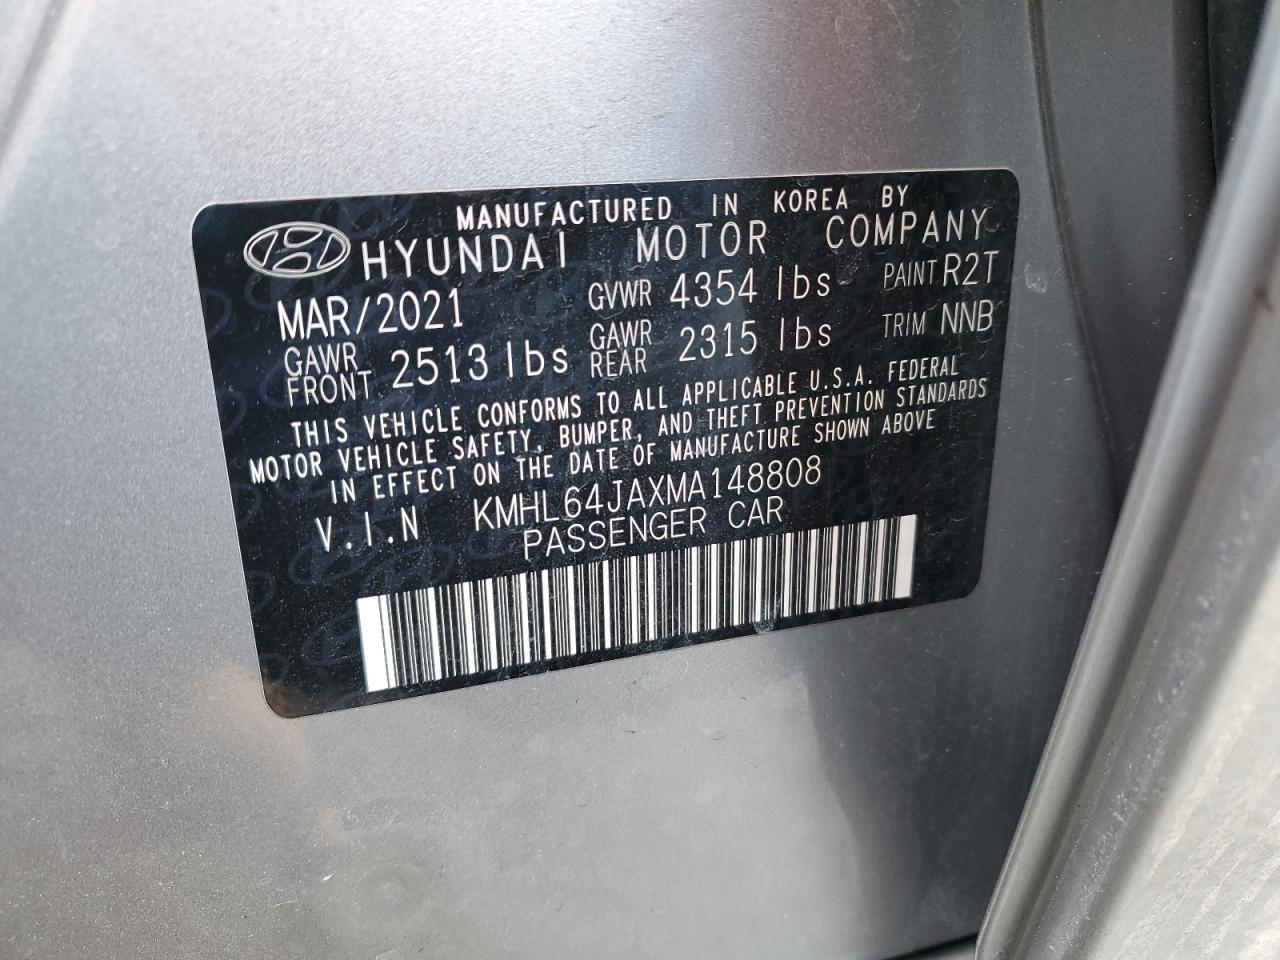 MANUFACTURED IN KOREA BY
HYUNDAI MOTOR COMPANY
MAR/2021 GVWR 4354 lbs PAINT R2T
GAWR FRONT 2513 lbs GAWR REAR 2315 lbs TRIM NNB
THIS VEHICLE CONFORMS TO ALL APPLICABLE U.S.A. FEDERAL
MOTOR VEHICLE SAFETY, BUMPER, AND THEFT PREVENTION STANDARDS
IN EFFECT ON THE DATE OF MANUFACTURE SHOWN ABOVE
V.I.N KMHL64JAXMA148808
PASSENGER CAR